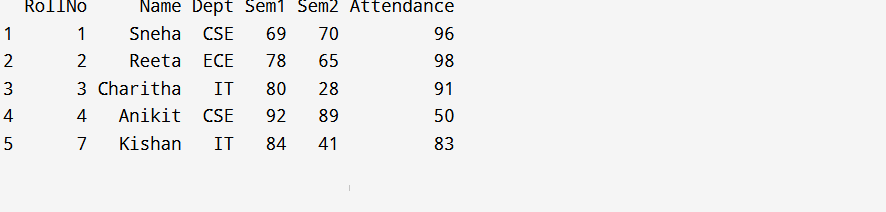 RollNo Name Dept Sem1 Sem2 Attendance
1 1 Sneha CSE 69 70 96
2 2 Reeta ECE 78 65 98
3 3 Charitha IT 80 28 91
4 4 Anikit CSE 92 89 50
5 7 Kishan IT 84 41 83